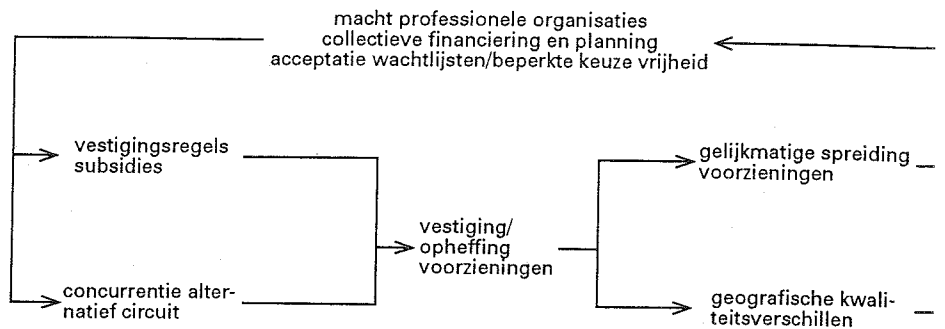 macht professionele organisaties
collectieve financiering en planning
acceptatie wachtlijsten/beperkte keuze vrijheid
vestigingsregels
subsidies
concurrentie alter-
natief circuit
vestiging/
opheffing
voorzieningen
gelijkmatige spreiding
voorzieningen
geografische kwali-
teitsverschillen